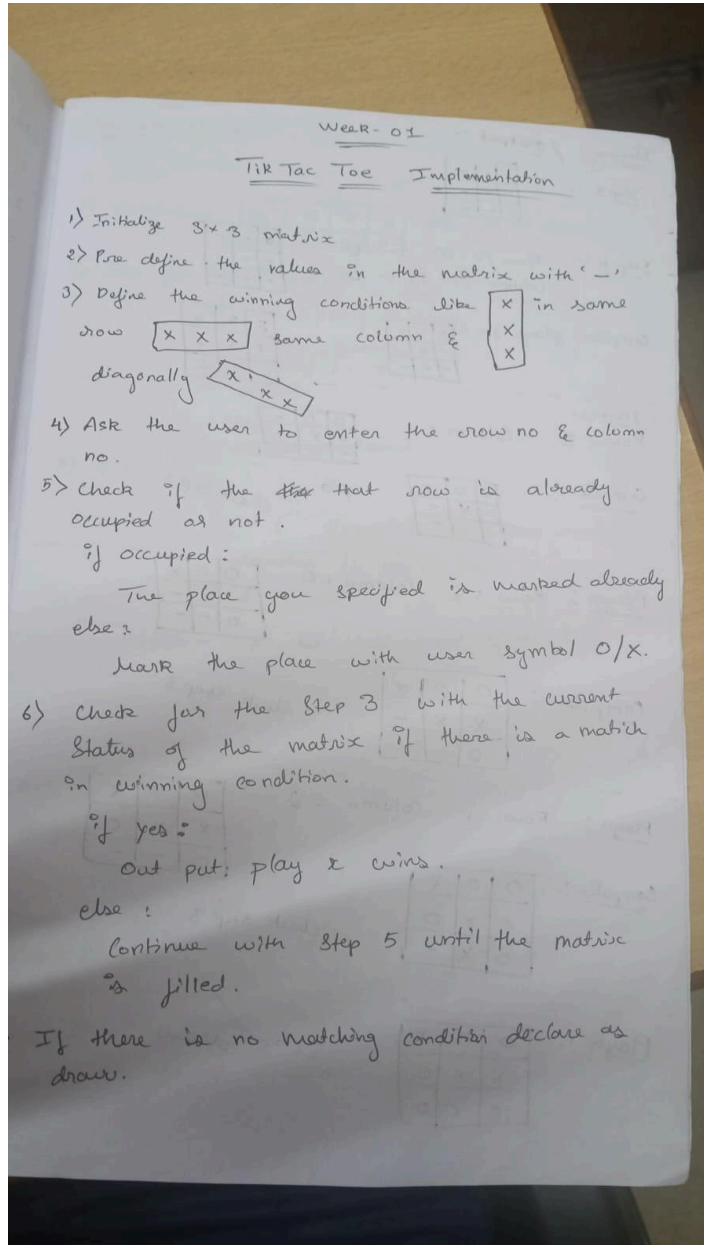 Week - 01
Tik Tac Toe Implementation
1) Initialize 3x3 matrix
2) Pre define the values in the matrix with '_'
3) Define the winning conditions like x x x in same
row x x x same column &
diagonally x x x
4) Ask the user to enter the row no & column
no.
5) Check if the that row is already
occupied or not.
if occupied :
The place you specified is marked already
else :
Mark the place with user symbol O/X.
6) Check for the Step 3 with the current
Status of the matrix if there is a match
in winning condition.
if yes :
Out put: play x wins.
else :
Continue with Step 5 until the matrix
is filled.
If there is no matching condition declare as
draw.